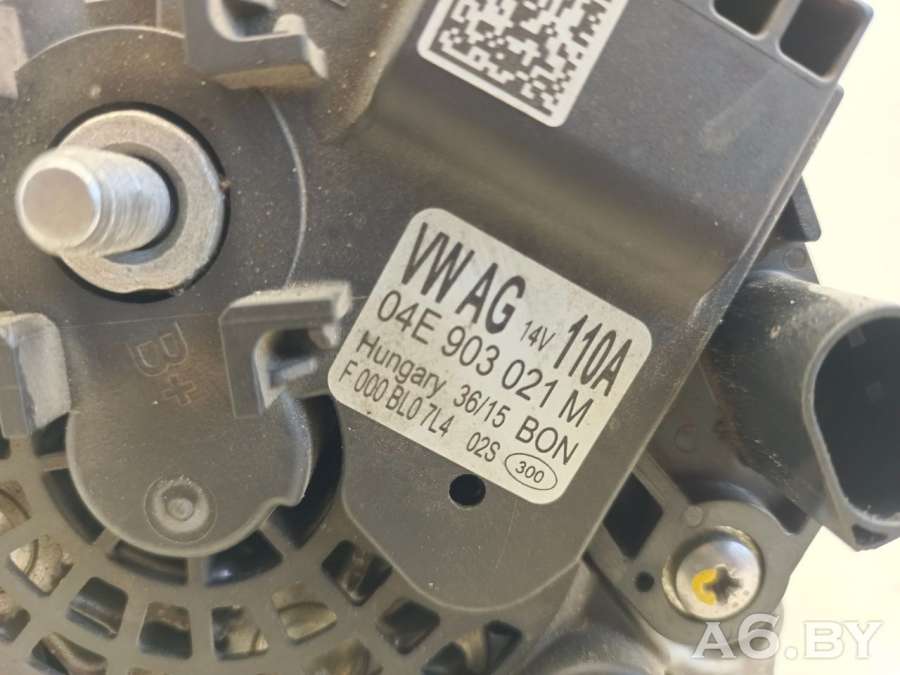 VW AG 14V 110A
04E 903 021 M
Hungary 36/15 BON
F 000 BL0 7L4 02S 300
B+
A6.BY